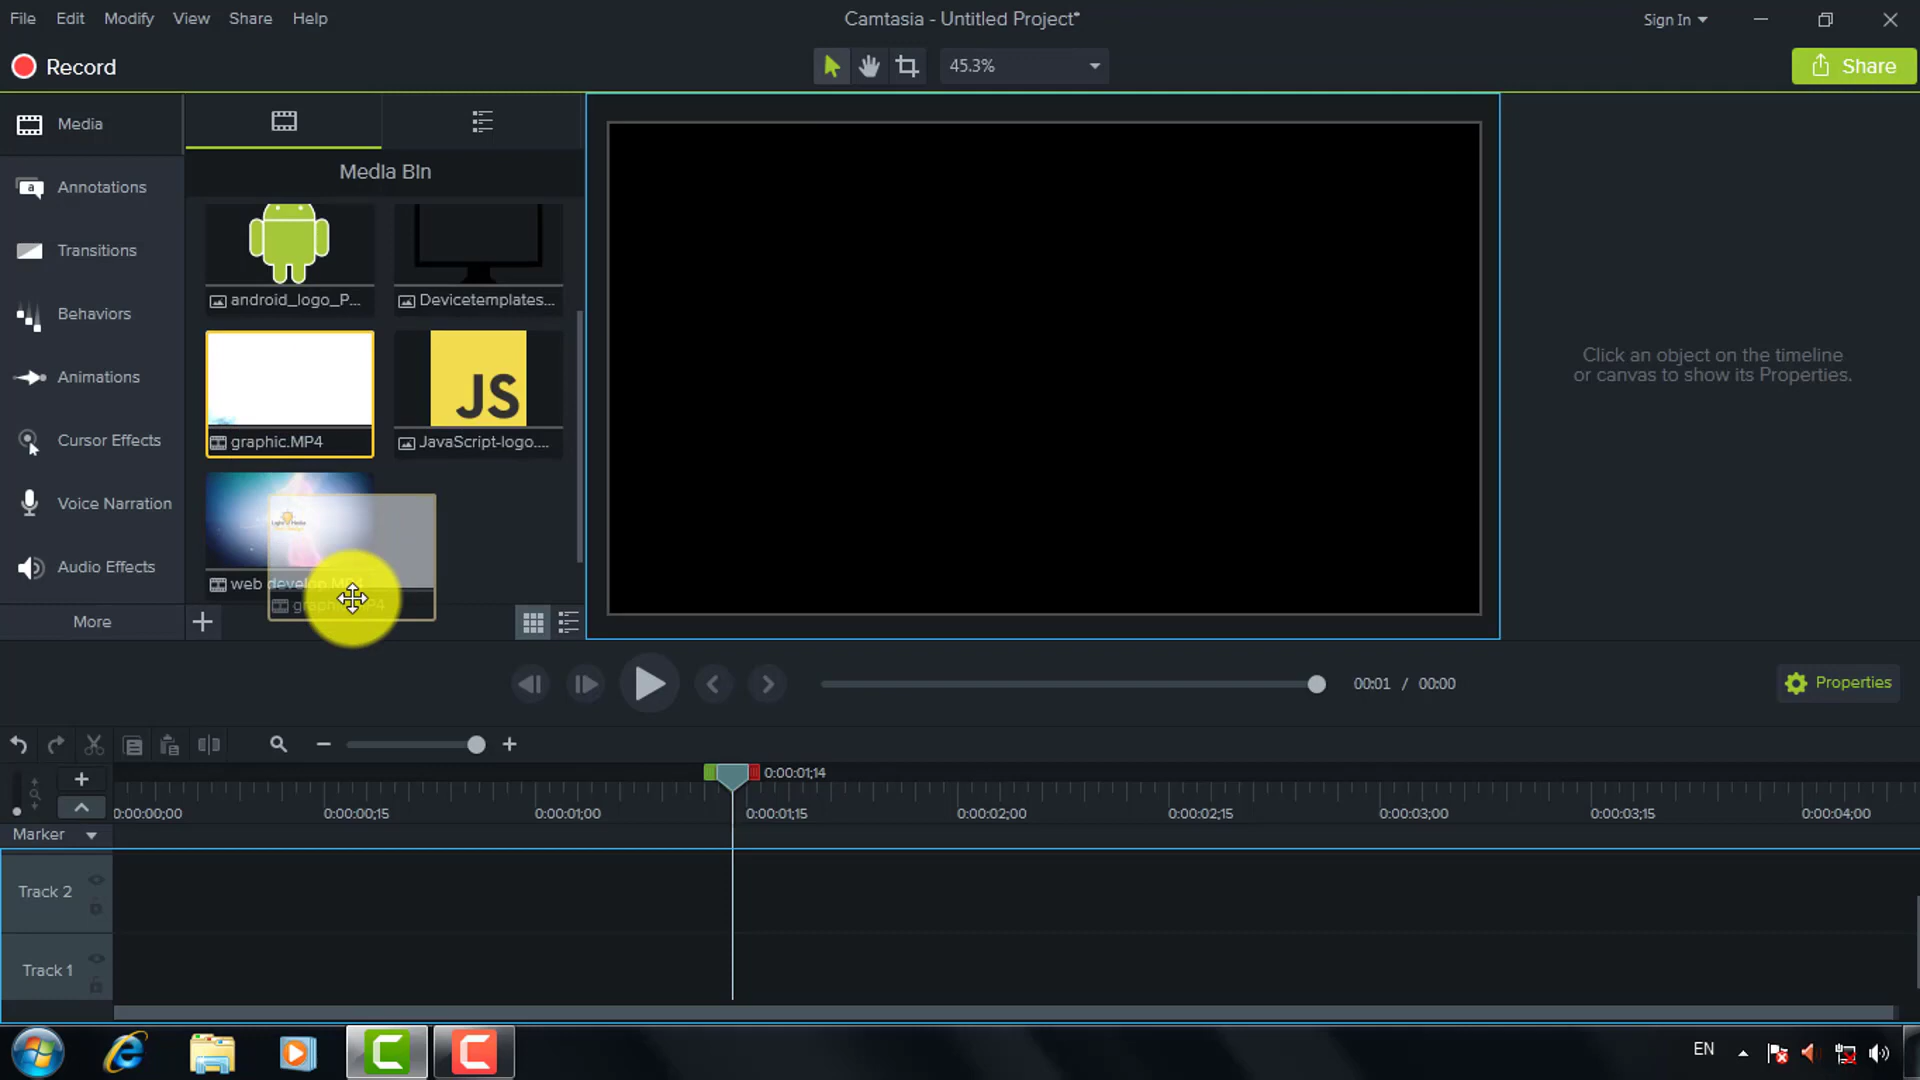 File Edit Modify View Share Help
Camtasia - Untitled Project*
Sign In
Record
45.3%
Share
Media
Annotations
Transitions
Behaviors
Animations
Cursor Effects
Voice Narration
Audio Effects
More
Media Bin
android_logo_P...
Devicetemplates...
graphic.MP4
JS
JavaScript-logo....
web develop.MP4
Click an object on the timeline
or canvas to show its Properties.
00:01 / 00:00
Properties
0:00:01;14
0:00:00;00 0:00:00;15 0:00:01;00 0:00:01;15 0:00:02;00 0:00:02;15 0:00:03;00 0:00:03;15 0:00:04;00
Marker
Track 2
Track 1
EN